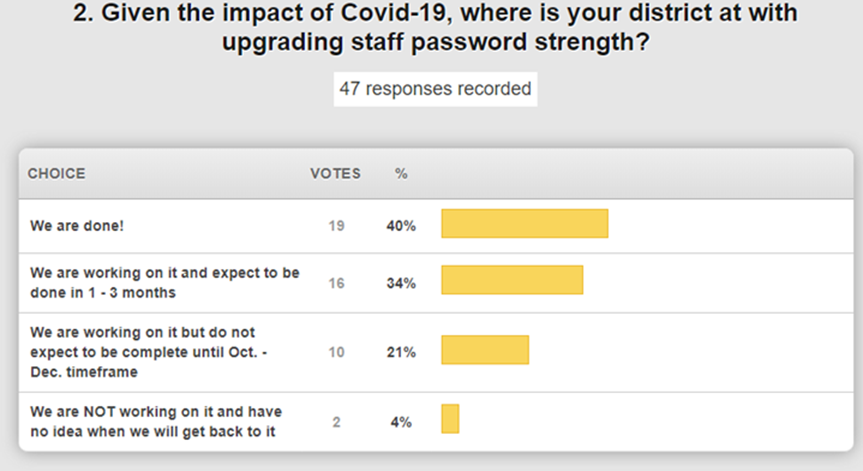 2. Given the impact of Covid-19, where is your district at with
upgrading staff password strength?
47 responses recorded
CHOICE VOTES %
We are done! 19 40%
We are working on it and expect to be
done in 1 - 3 months 16 34%
We are working on it but do not
expect to be complete until Oct. -
Dec. timeframe 10 21%
We are NOT working on it and have
no idea when we will get back to it 2 4%